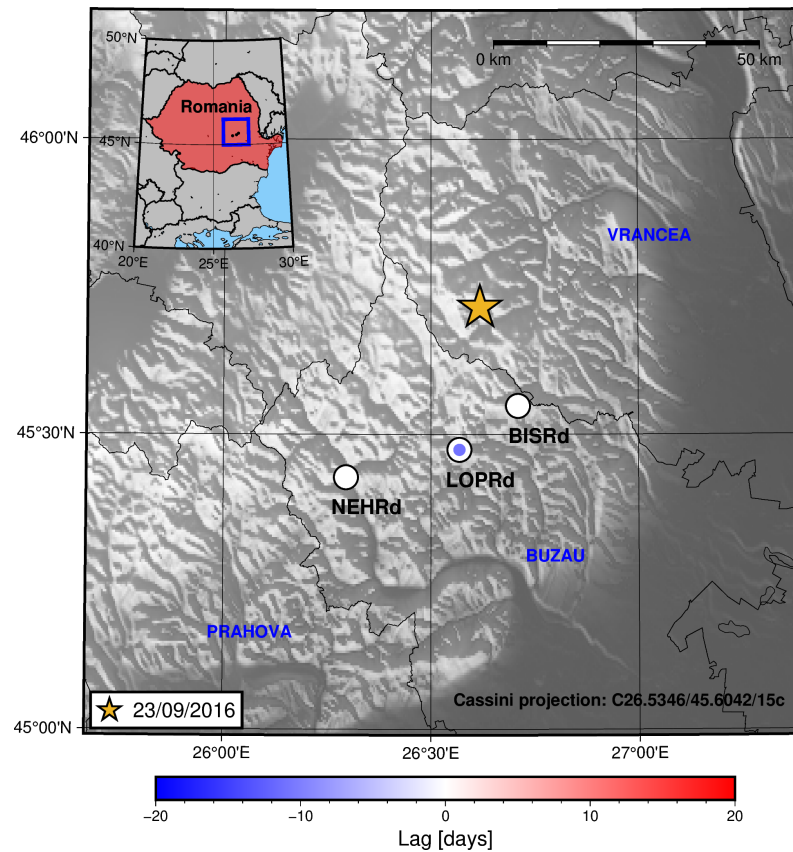 50°N
45°N
40°N
20°E
25°E
30°E
Romania
0 km
50 km
46°00'N
45°30'N
45°00'N
VRANCEA
BISRd
LOPRd
NEHRd
BUZAU
PRAHOVA
23/09/2016
Cassini projection: C26.5346/45.6042/15c
26°00'E
26°30'E
27°00'E
−20
−10
0
10
20
Lag [days]